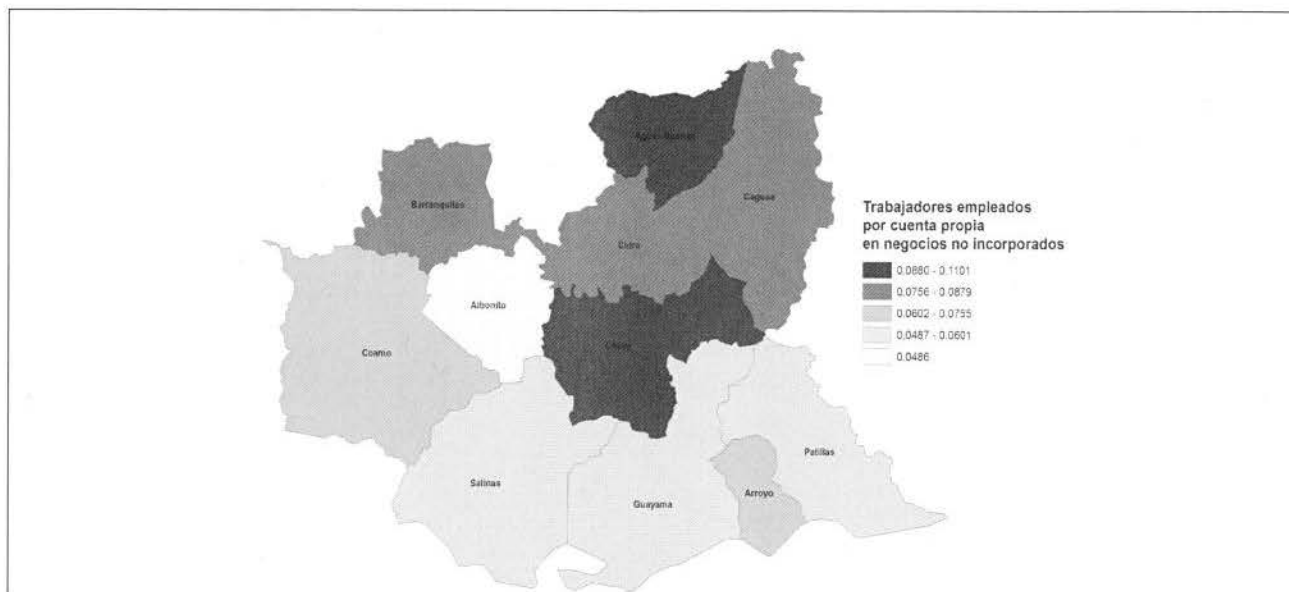 Aguas Buenas
Barranquitas
Caguas
Cidra
Aibonito
Cayey
Coamo
Salinas
Guayama
Arroyo
Patillas
Trabajadores empleados
por cuenta propia
en negocios no incorporados
0.0880 - 0.1101
0.0756 - 0.0879
0.0602 - 0.0755
0.0487 - 0.0601
0.0486